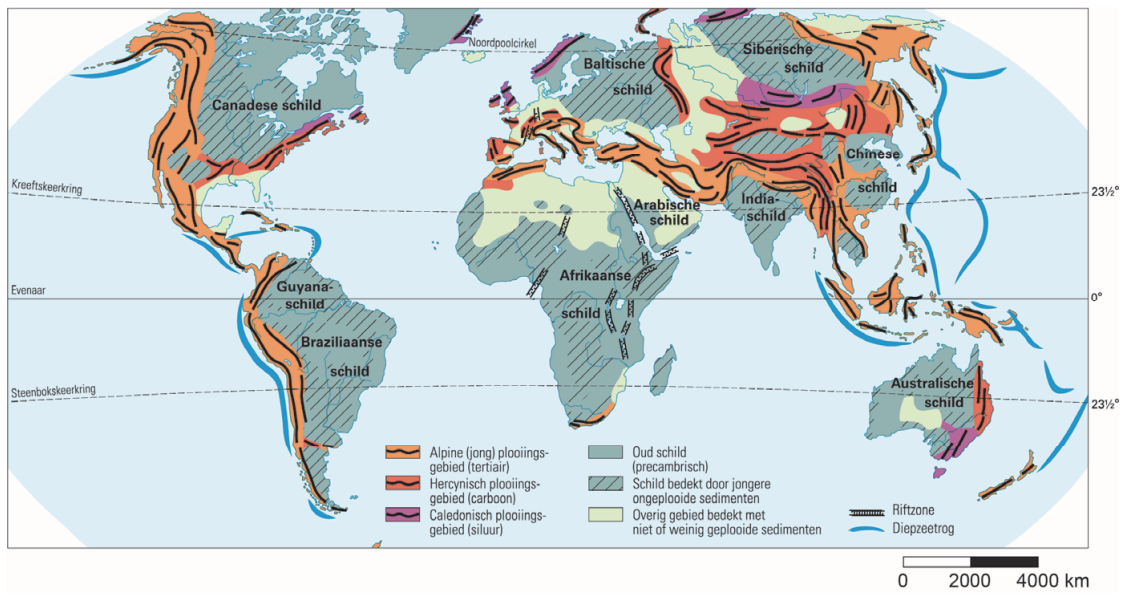 Noordpoolcirkel
Siberische
schild
Baltische
schild
Canadese schild
Chinese
schild
Kreeftskeerkring
23½°
Arabische
schild
India-
schild
Afrikaanse
schild
Guyana-
schild
Evenaar
0°
Braziliaanse
schild
Steenbokskeerkring
Australische
schild
23½°
Alpine (jong) plooiings-
gebied (tertiair)
Hercynisch plooiings-
gebied (carboon)
Caledonisch plooiings-
gebied (siluur)
Oud schild
(precambrisch)
Schild bedekt door jongere
ongeplooide sedimenten
Overig gebied bedekt met
niet of weinig geplooide sedimenten
Riftzone
Diepzeetrog
0 2000 4000 km